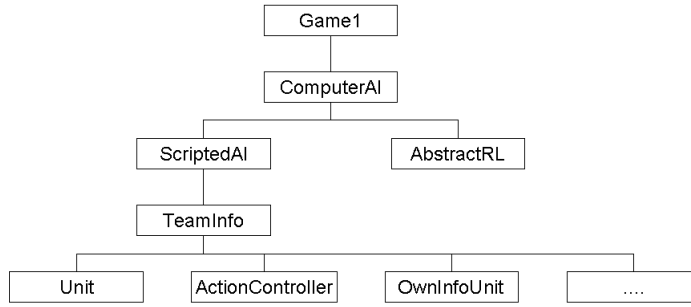 Game1
ComputerAI
ScriptedAI
AbstractRL
TeamInfo
Unit
ActionController
OwnInfoUnit
....